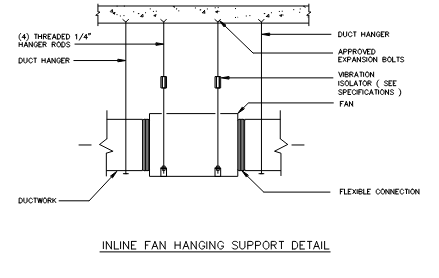 (4) THREADED 1/4"
HANGER RODS
DUCT HANGER
DUCT HANGER
APPROVED
EXPANSION BOLTS
VIBRATION
ISOLATOR ( SEE
SPECIFICATIONS )
FAN
DUCTWORK
FLEXIBLE CONNECTION
INLINE FAN HANGING SUPPORT DETAIL